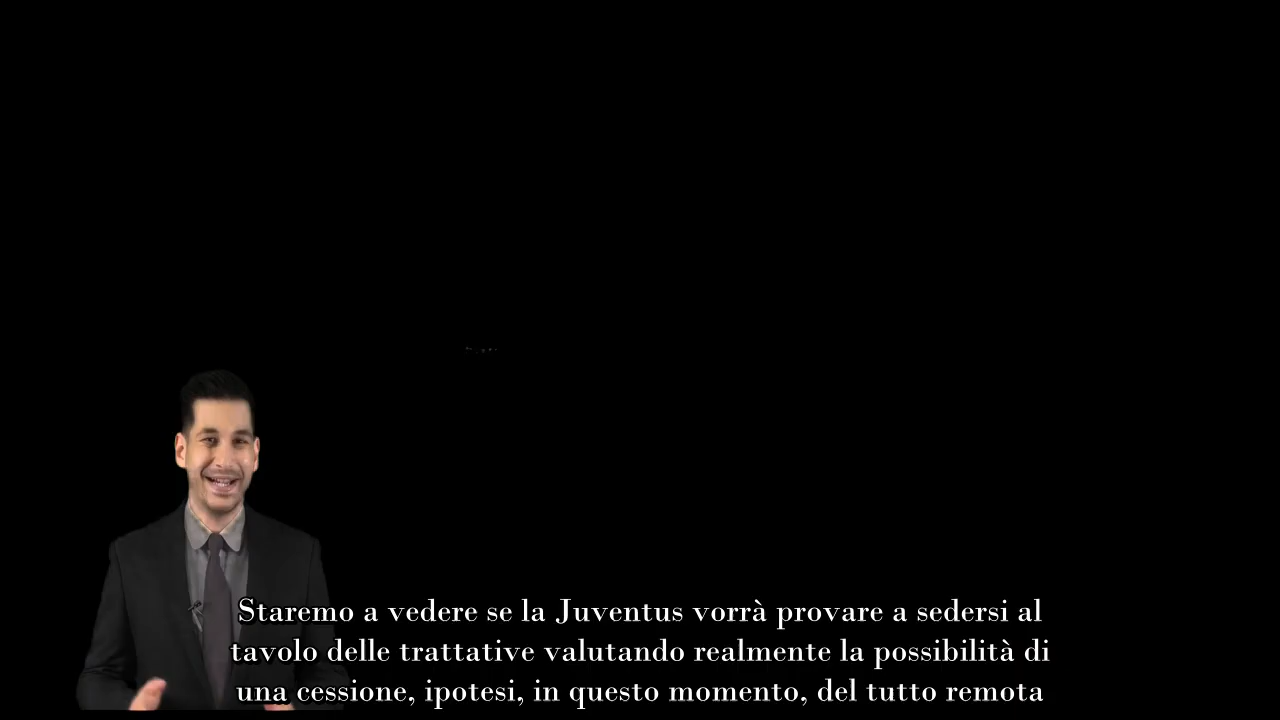 Staremo a vedere se la Juventus vorrà provare a sedersi al
tavolo delle trattative valutando realmente la possibilità di
una cessione, ipotesi, in questo momento, del tutto remota